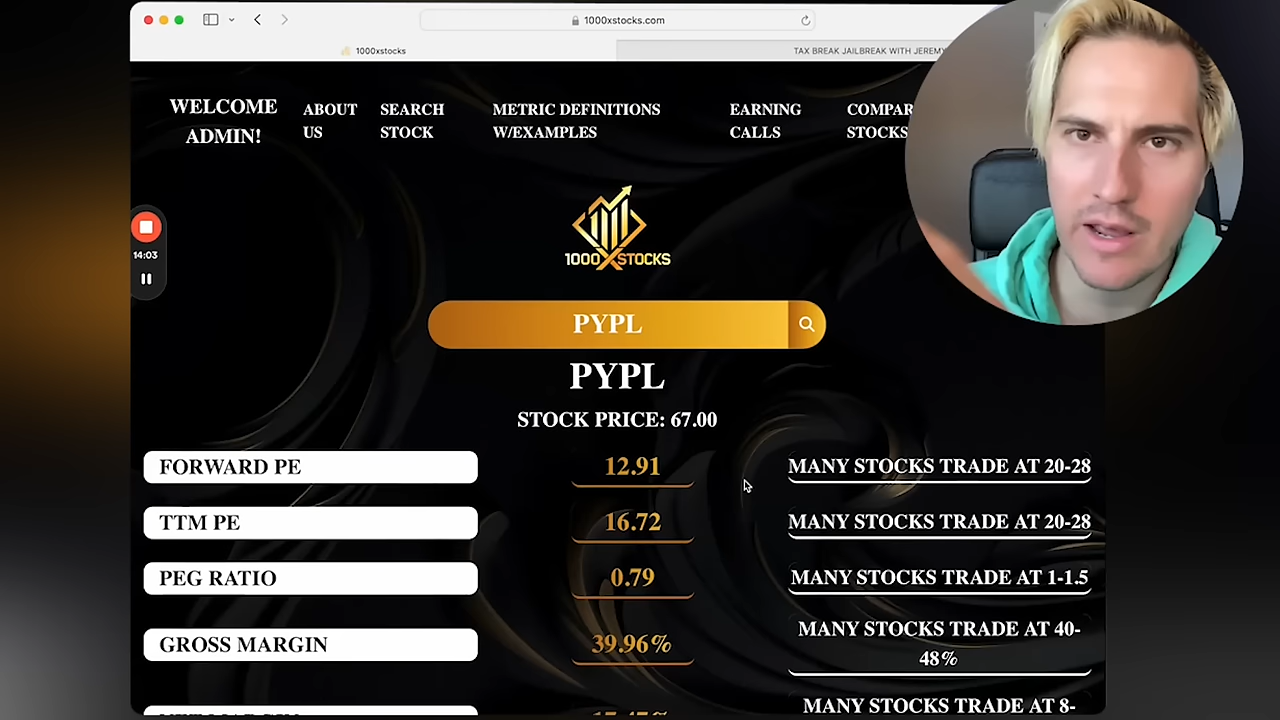 1000xstocks.com
1000xstocks
TAX BREAK JAILBREAK WITH JEREMY
WELCOME
ADMIN!
ABOUT
US
SEARCH
STOCK
METRIC DEFINITIONS
W/EXAMPLES
EARNING
CALLS
COMPAR
STOCKS
14:03
1000XSTOCKS
PYPL
PYPL
STOCK PRICE: 67.00
FORWARD PE
12.91
MANY STOCKS TRADE AT 20-28
TTM PE
16.72
MANY STOCKS TRADE AT 20-28
PEG RATIO
0.79
MANY STOCKS TRADE AT 1-1.5
GROSS MARGIN
39.96%
MANY STOCKS TRADE AT 40-
48%
MANY STOCKS TRADE AT 8-